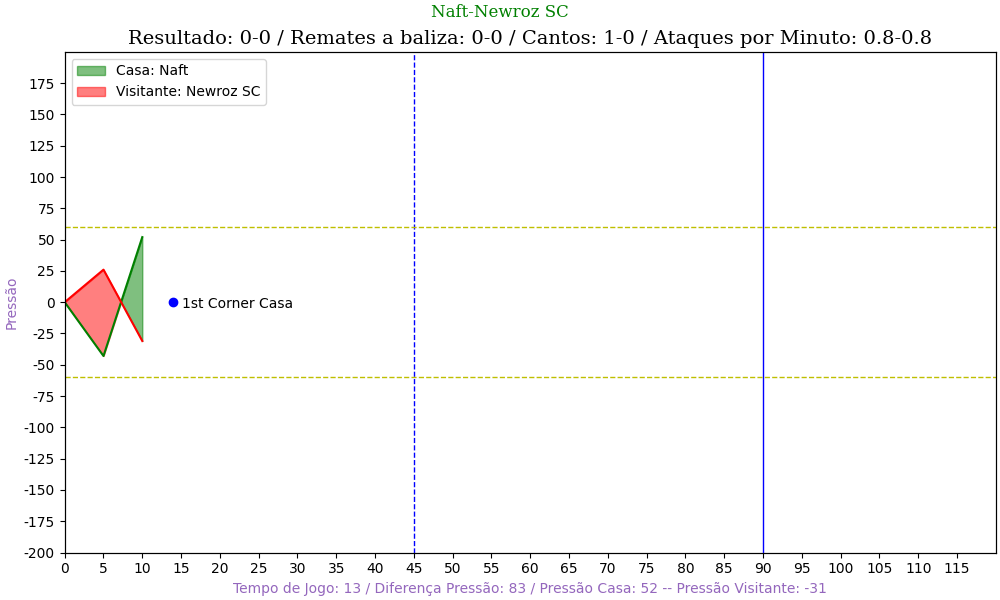 Naft-Newroz SC
Resultado: 0-0 / Remates a baliza: 0-0 / Cantos: 1-0 / Ataques por Minuto: 0.8-0.8
Casa: Naft
Visitante: Newroz SC
175
150
125
100
75
50
25
0
-25
-50
-75
-100
-125
-150
-175
-200
Pressão
1st Corner Casa
0 5 10 15 20 25 30 35 40 45 50 55 60 65 70 75 80 85 90 95 100 105 110 115
Tempo de Jogo: 13 / Diferença Pressão: 83 / Pressão Casa: 52 -- Pressão Visitante: -31